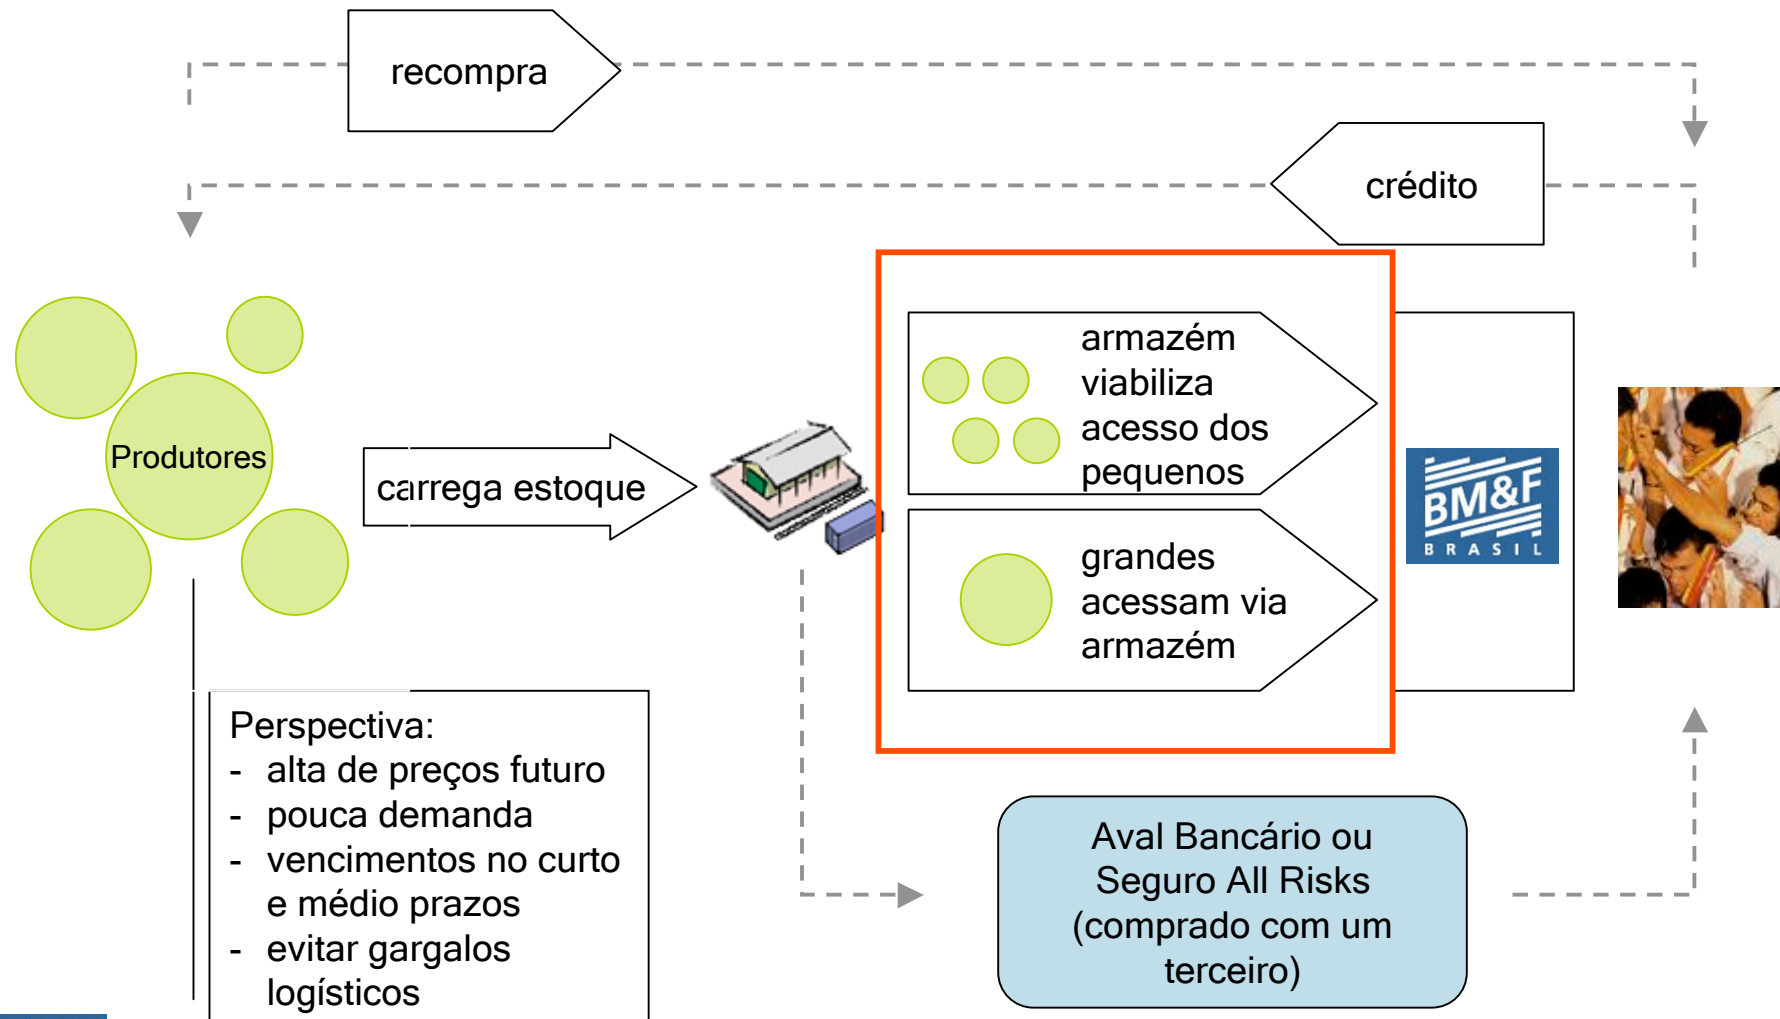 recompra
crédito
Produtores
carrega estoque
armazém
viabiliza
acesso dos
pequenos
grandes
acessam via
armazém
BM&F
BRASIL
Perspectiva:
- alta de preços futuro
- pouca demanda
- vencimentos no curto
e médio prazos
- evitar gargalos
logísticos
Aval Bancário ou
Seguro All Risks
(comprado com um
terceiro)